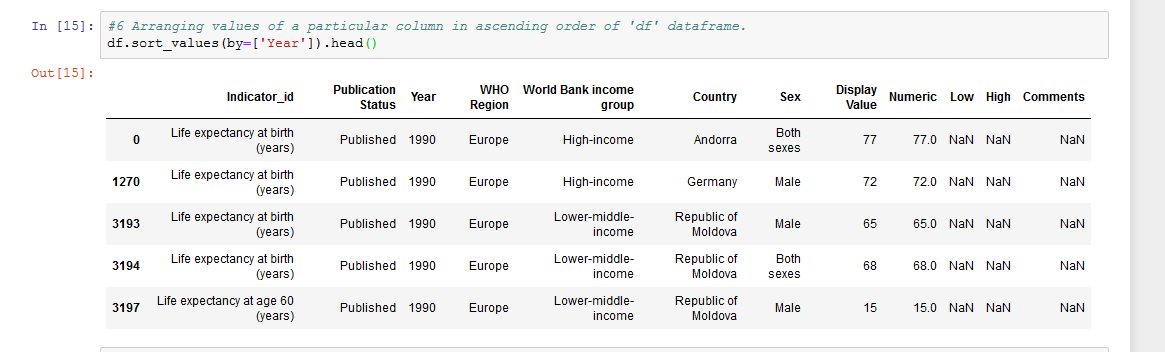 In [15]: #6 Arranging values of a particular column in ascending order of 'df' dataframe.
df.sort_values(by=['Year']).head()
Out[15]:
Indicator_id Publication Status Year WHO Region World Bank income group Country Sex Display Value Numeric Low High Comments
0 Life expectancy at birth (years) Published 1990 Europe High-income Andorra Both sexes 77 77.0 NaN NaN NaN
1270 Life expectancy at birth (years) Published 1990 Europe High-income Germany Male 72 72.0 NaN NaN NaN
3193 Life expectancy at birth (years) Published 1990 Europe Lower-middle-income Republic of Moldova Male 65 65.0 NaN NaN NaN
3194 Life expectancy at birth (years) Published 1990 Europe Lower-middle-income Republic of Moldova Both sexes 68 68.0 NaN NaN NaN
3197 Life expectancy at age 60 (years) Published 1990 Europe Lower-middle-income Republic of Moldova Male 15 15.0 NaN NaN NaN